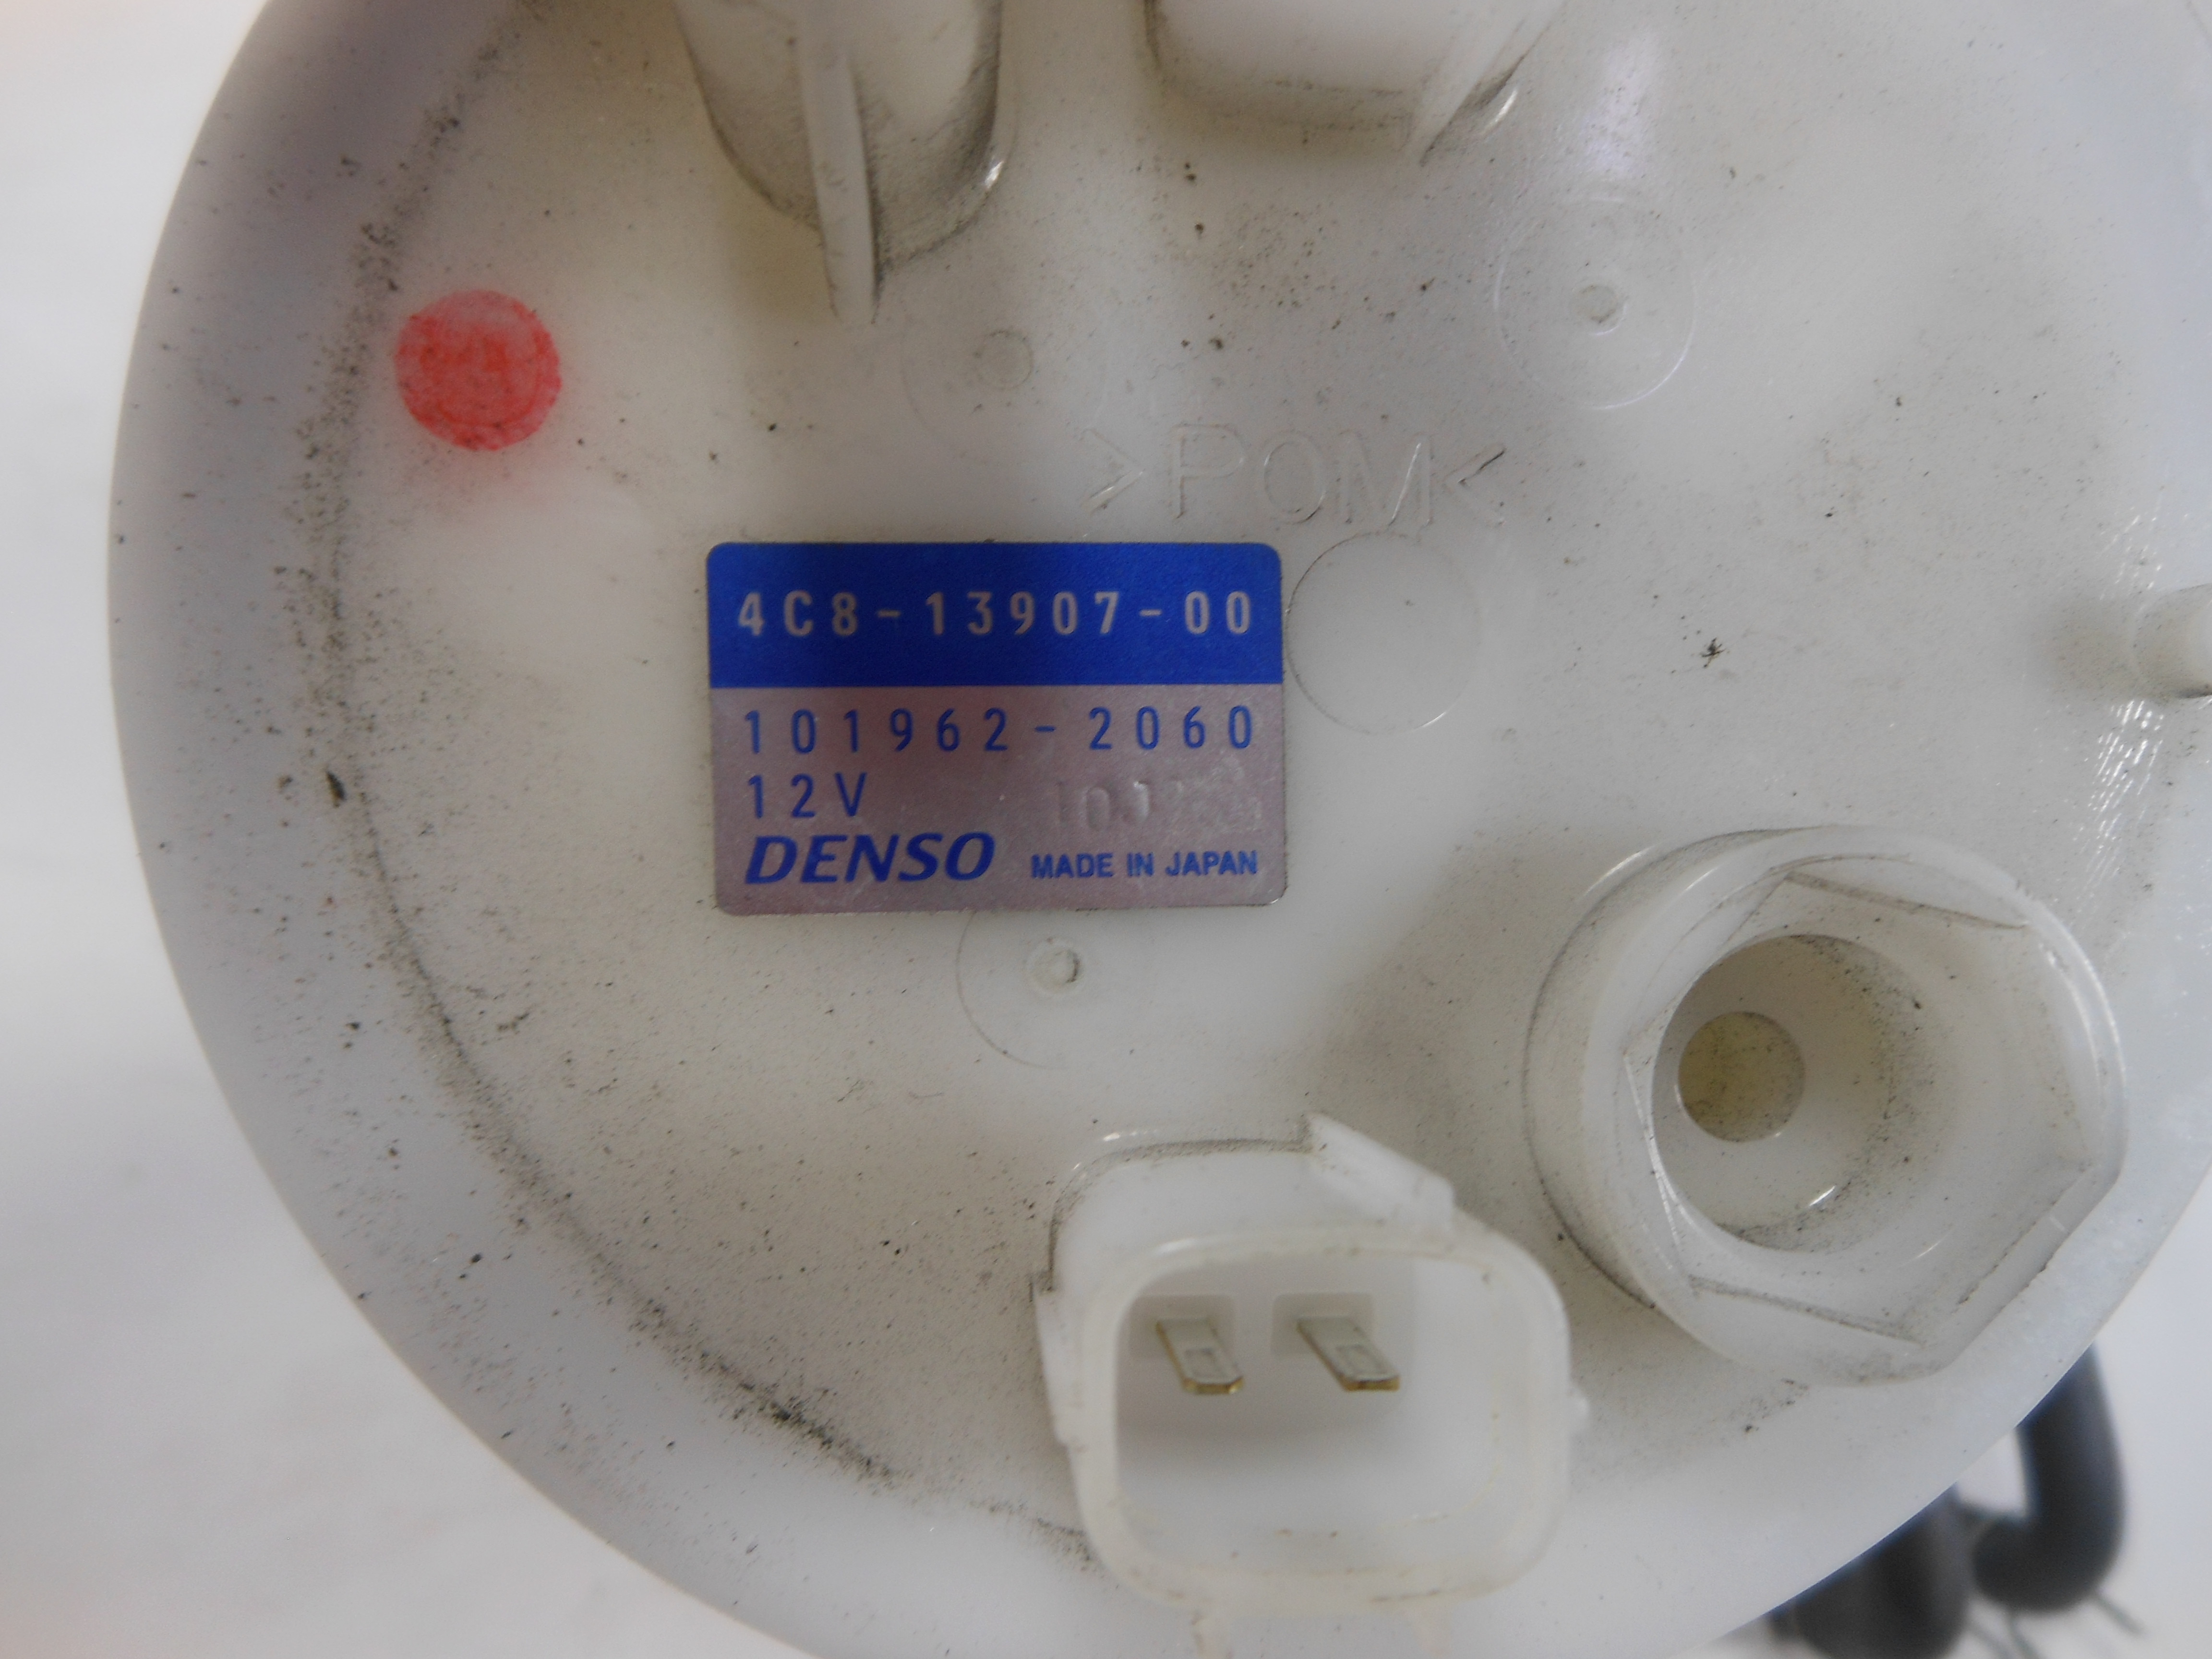 >POM<
4C8-13907-00
101962-2060
12V
DENSO MADE IN JAPAN